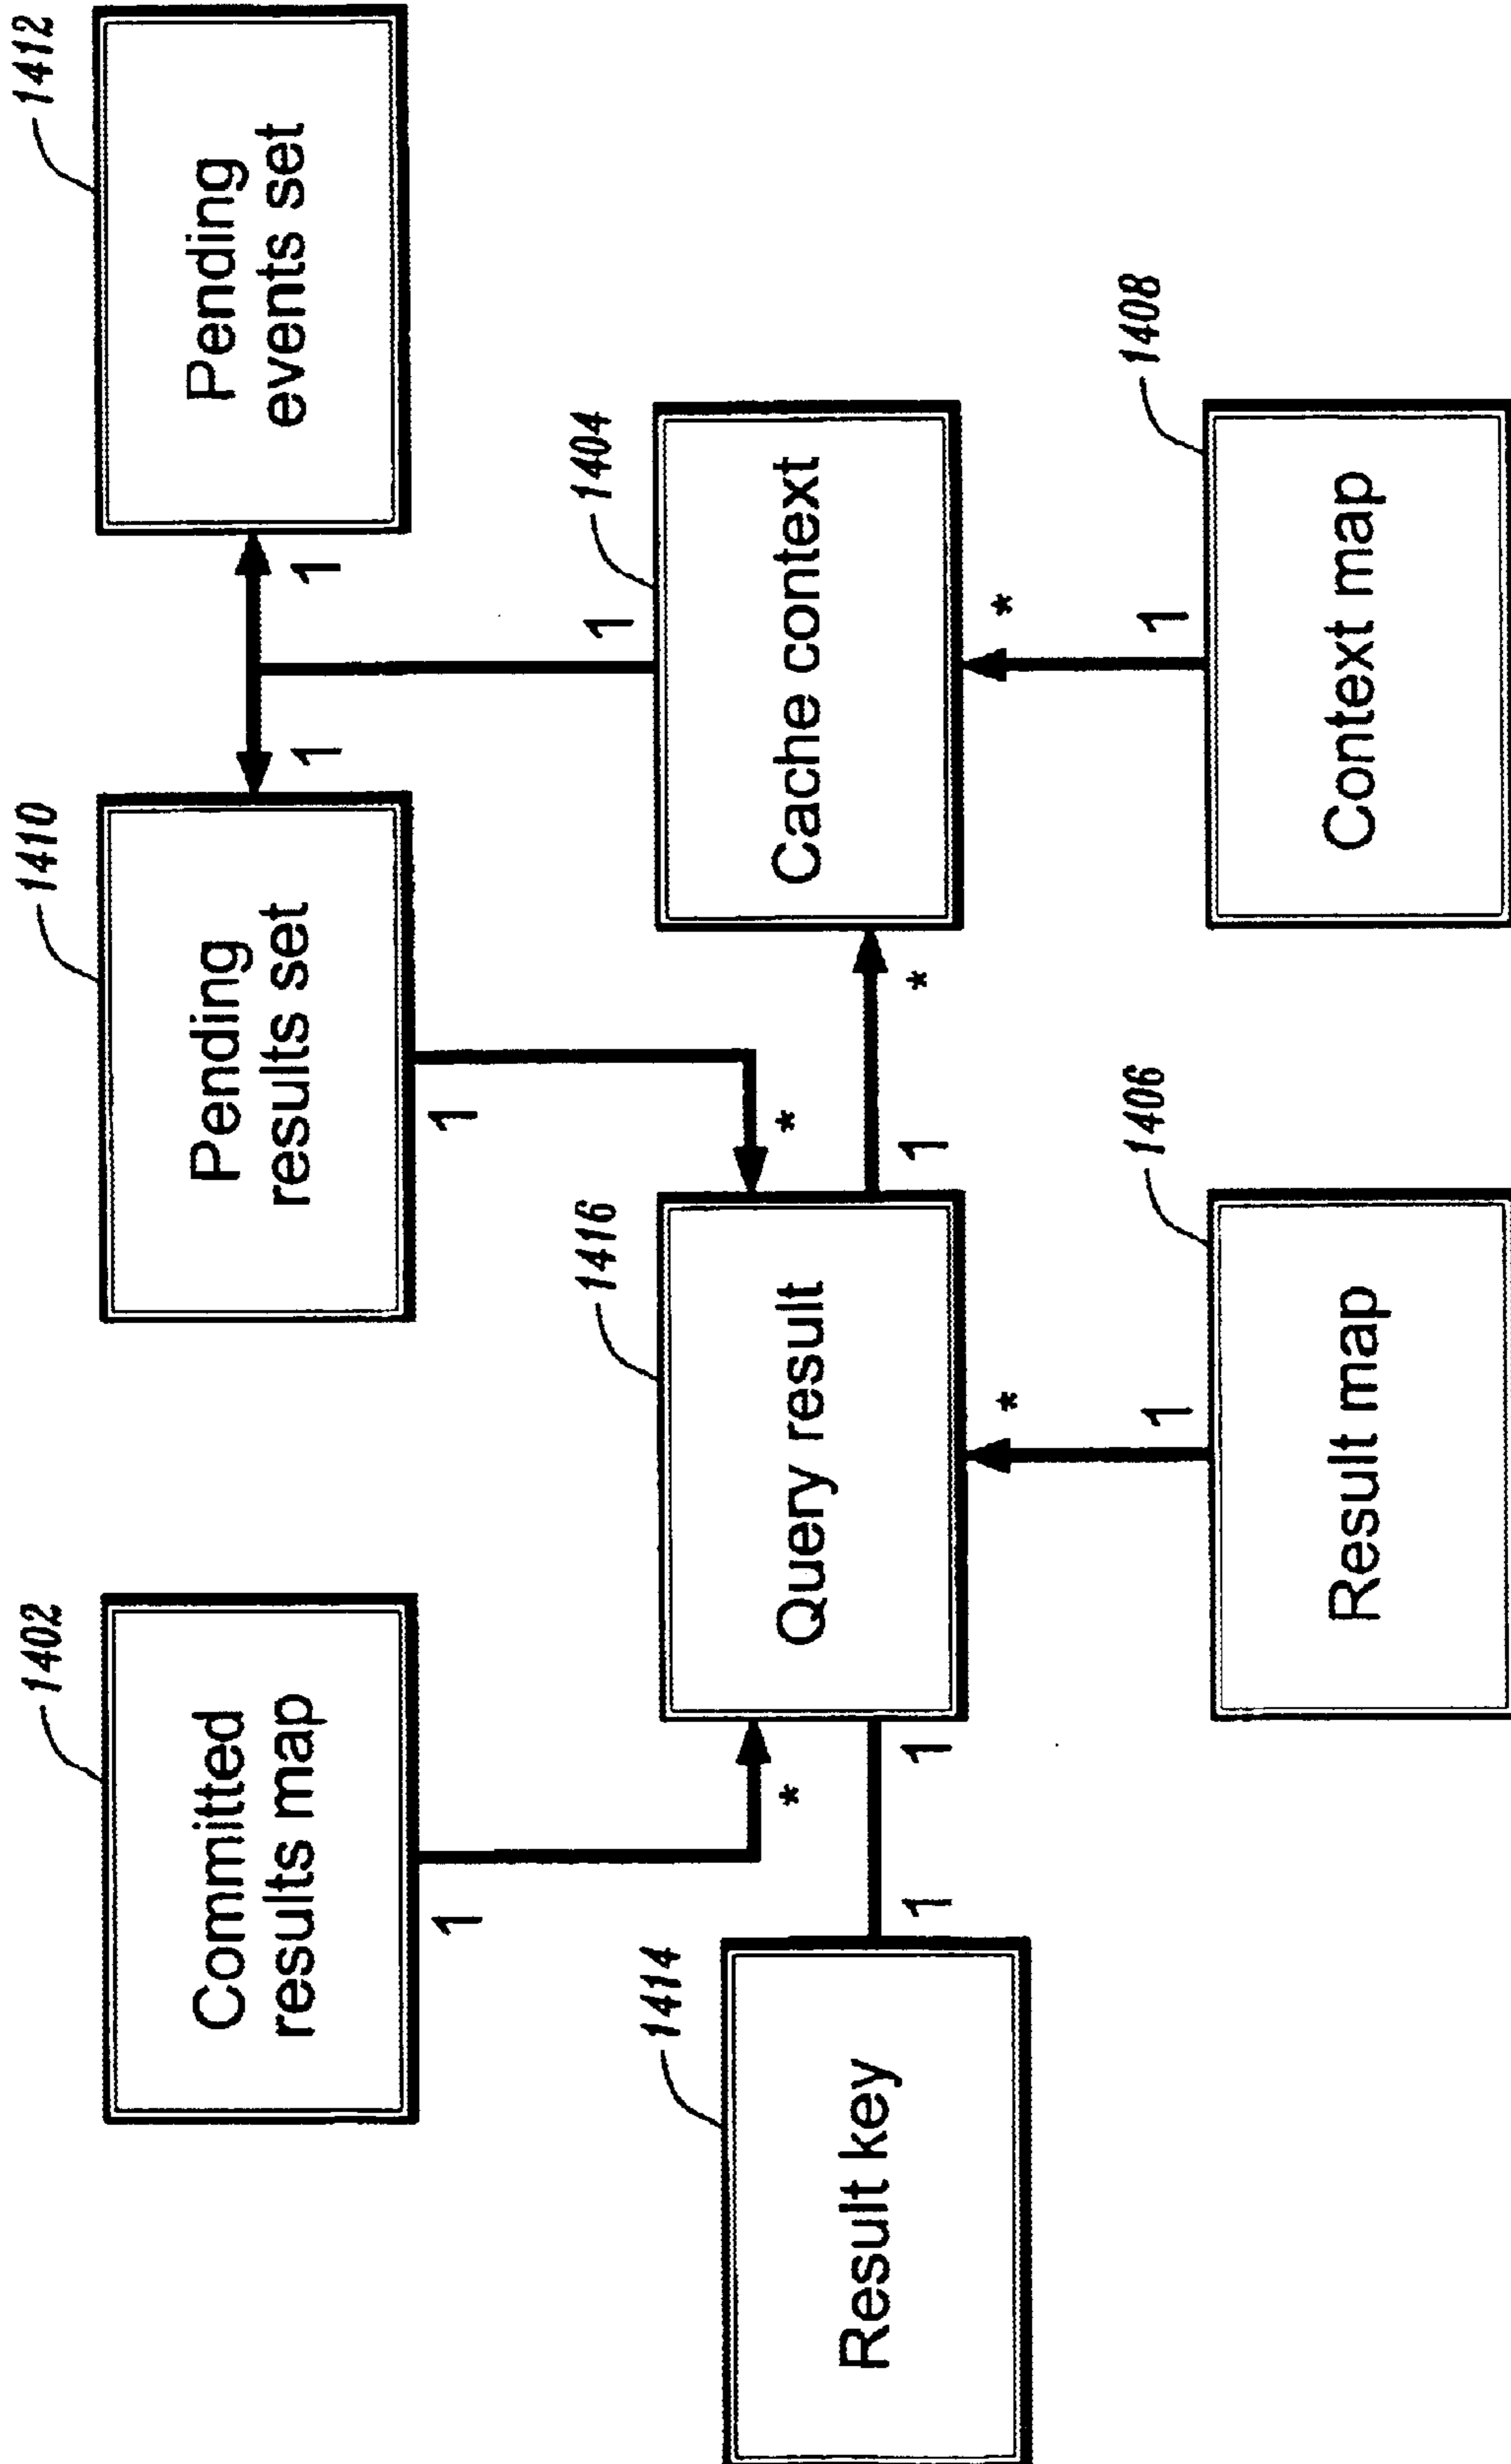 1402
Committed
results map
1410
Pending
results set
1412
Pending
events set
1
1
1
1
1414
Result key
1416
Query result
1404
Cache context
1
*
*
1
1
1
*
*
*
1
1
1406
Result map
1408
Context map